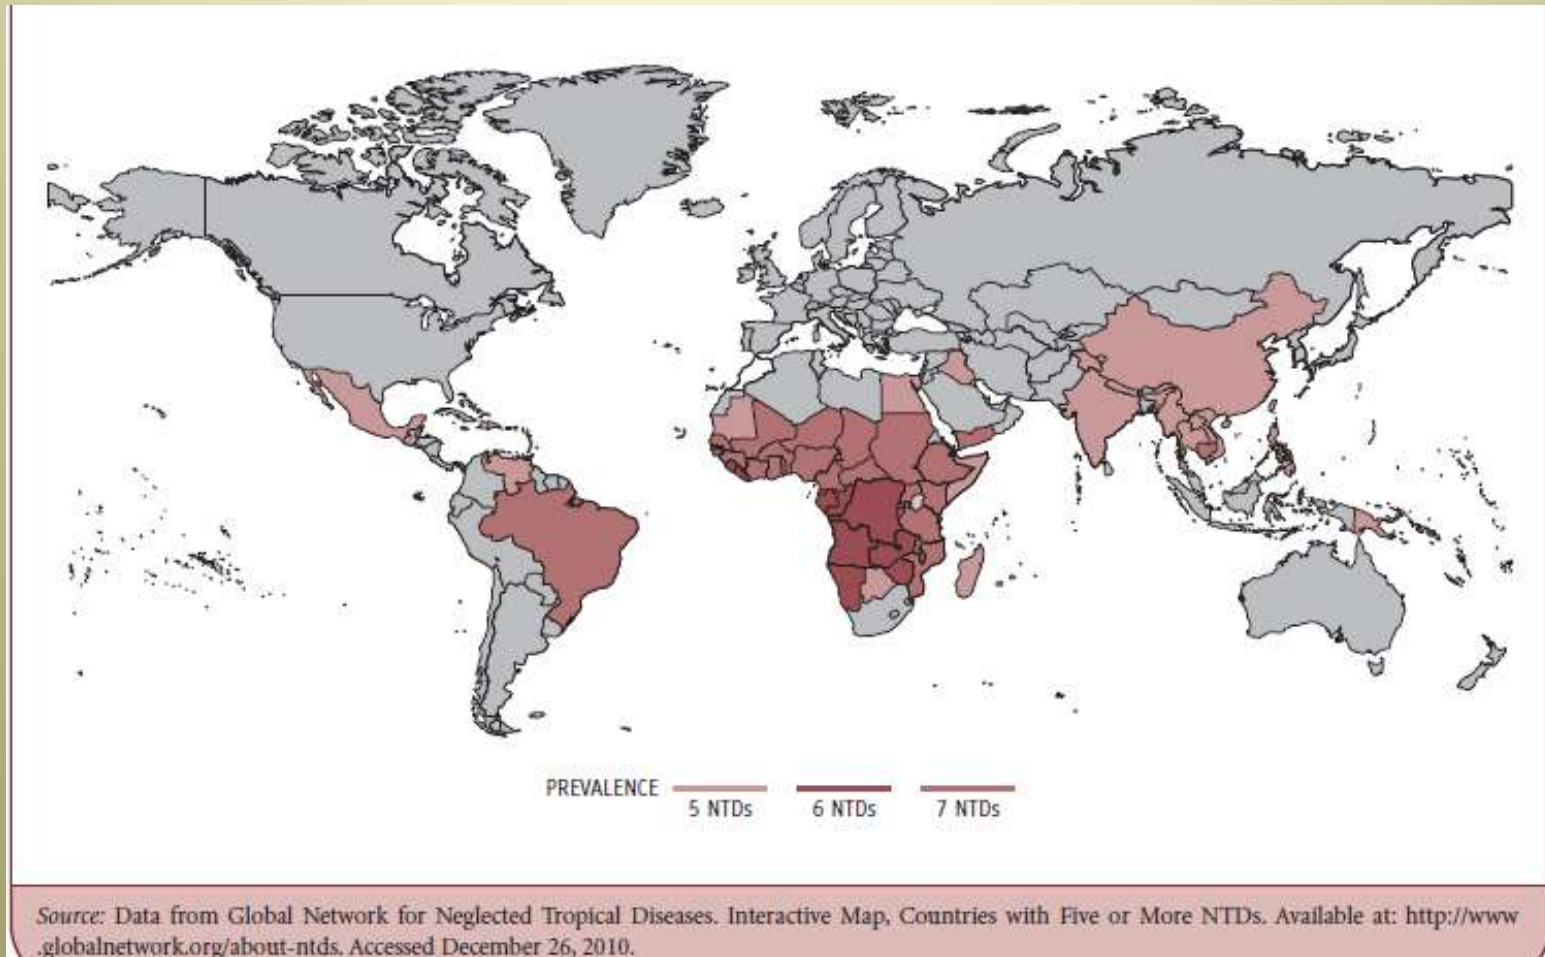 PREVALENCE
5 NTDs 6 NTDs 7 NTDs
Source: Data from Global Network for Neglected Tropical Diseases. Interactive Map, Countries with Five or More NTDs. Available at: http://www
.globalnetwork.org/about-ntds. Accessed December 26, 2010.